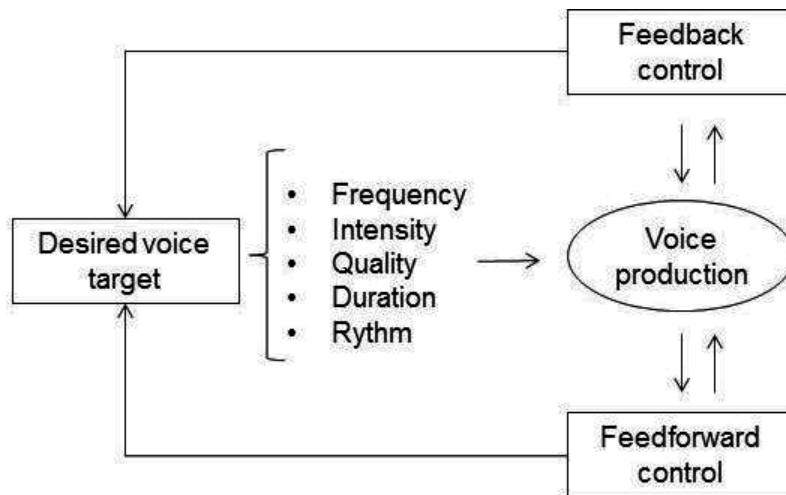 Feedback
control
Desired voice
target
• Frequency
• Intensity
• Quality
• Duration
• Rythm
Voice
production
Feedforward
control